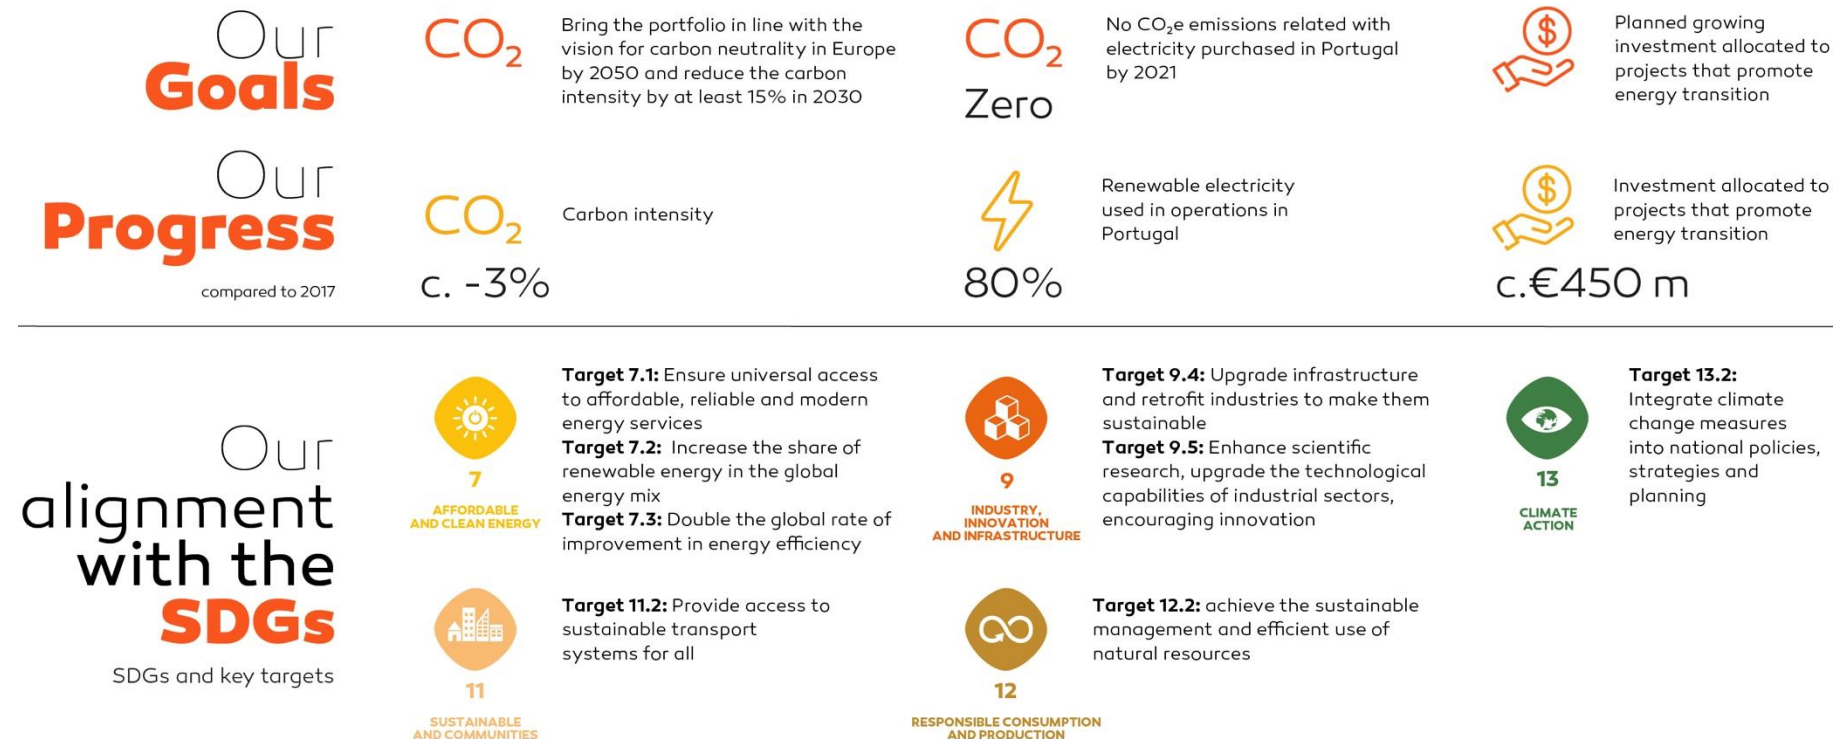 Our
Goals
CO₂
Bring the portfolio in line with the
vision for carbon neutrality in Europe
by 2050 and reduce the carbon
intensity by at least 15% in 2030
CO₂
Zero
No CO₂e emissions related with
electricity purchased in Portugal
by 2021
$
Planned growing
investment allocated to
projects that promote
energy transition
Our
Progress
compared to 2017
CO₂
c. -3%
Carbon intensity
80%
Renewable electricity
used in operations in
Portugal
$
c.€450 m
Investment allocated to
projects that promote
energy transition
Our
alignment
with the
SDGs
SDGs and key targets
7
AFFORDABLE
AND CLEAN ENERGY
Target 7.1: Ensure universal access
to affordable, reliable and modern
energy services
Target 7.2: Increase the share of
renewable energy in the global
energy mix
Target 7.3: Double the global rate of
improvement in energy efficiency
9
INDUSTRY,
INNOVATION
AND INFRASTRUCTURE
Target 9.4: Upgrade infrastructure
and retrofit industries to make them
sustainable
Target 9.5: Enhance scientific
research, upgrade the technological
capabilities of industrial sectors,
encouraging innovation
13
CLIMATE
ACTION
Target 13.2:
Integrate climate
change measures
into national policies,
strategies and
planning
11
SUSTAINABLE
AND COMMUNITIES
Target 11.2: Provide access to
sustainable transport
systems for all
12
RESPONSIBLE CONSUMPTION
AND PRODUCTION
Target 12.2: achieve the sustainable
management and efficient use of
natural resources